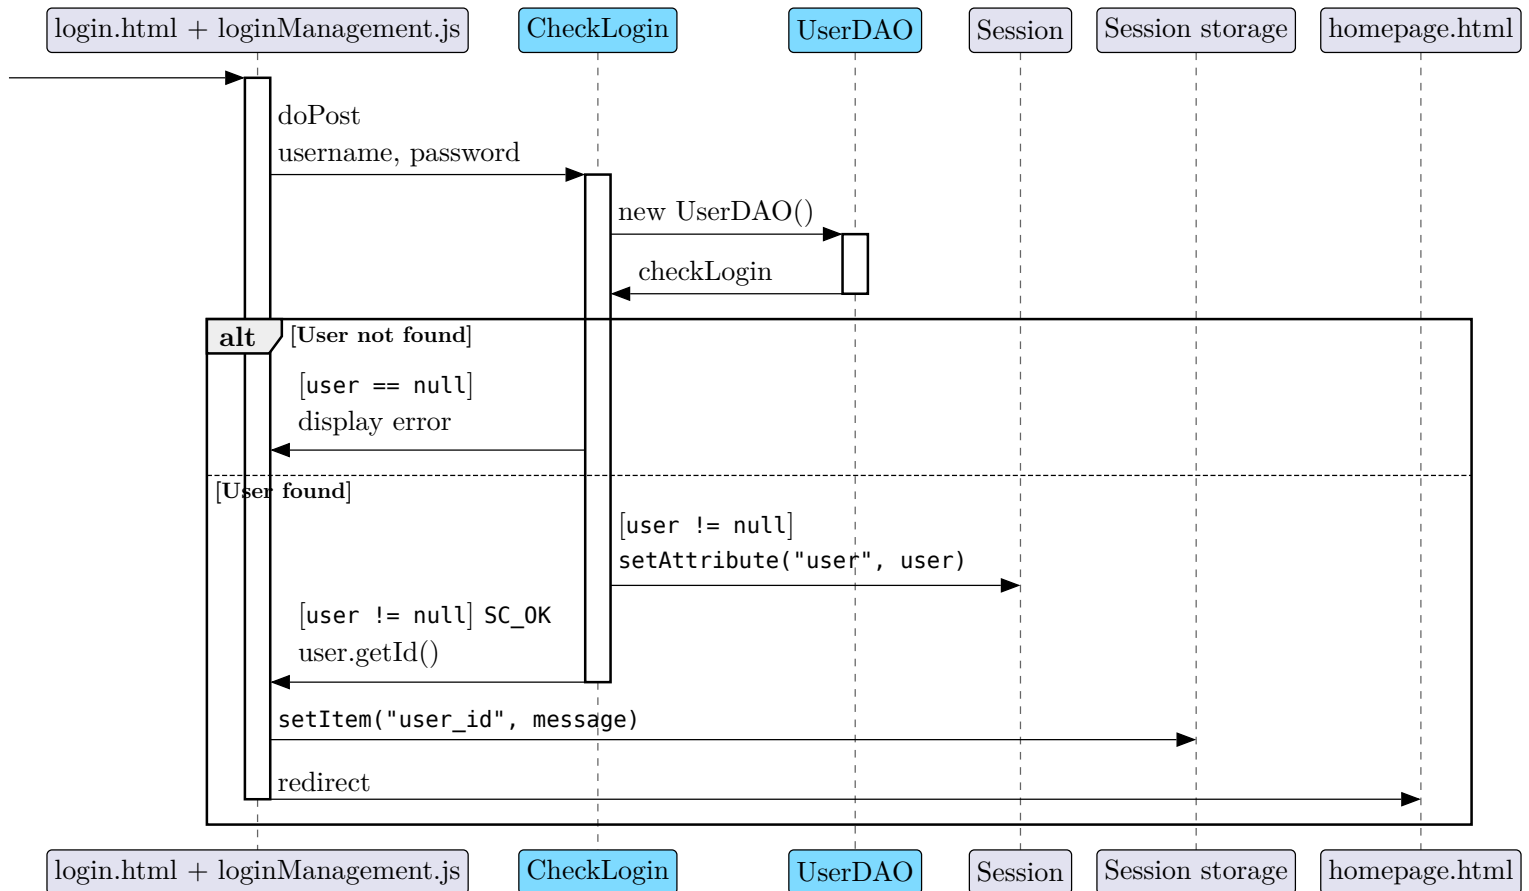 login.html + loginManagement.js CheckLogin UserDAO Session Session storage homepage.html
doPost
username, password
new UserDAO()
checkLogin
alt [User not found]
[user == null]
display error
[User found]
[user != null]
setAttribute("user", user)
[user != null] SC_OK
user.getId()
setItem("user_id", message)
redirect
login.html + loginManagement.js CheckLogin UserDAO Session Session storage homepage.html